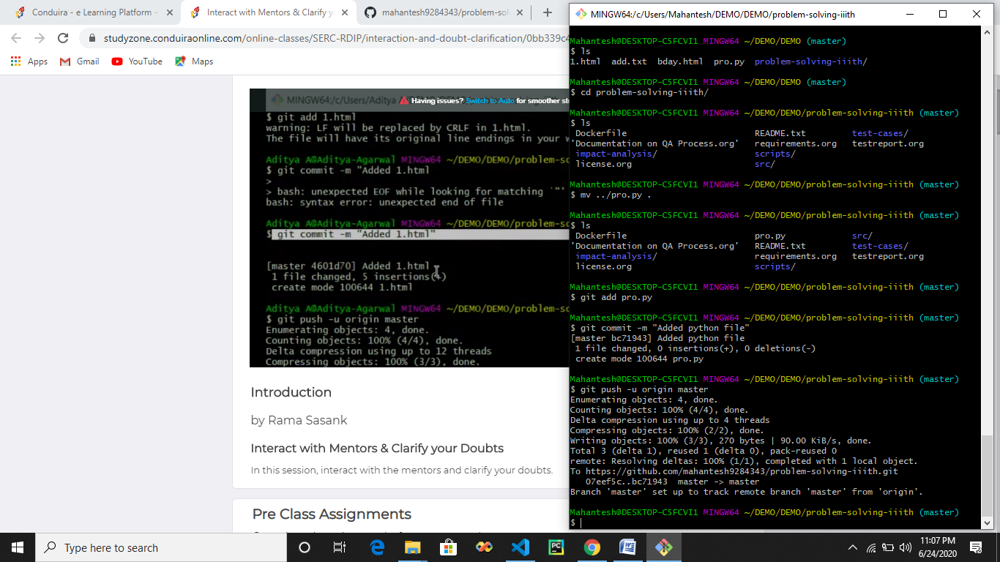 Conduira - e Learning Platform -
Interact with Mentors & Clarify y
mahantesh9284343/problem-sol
studyzone.conduiraonline.com/online-classes/SERC-RDIP/interaction-and-doubt-clarification/0bb339c4
Apps
Gmail
YouTube
Maps
MINGW64:/c/Users/Aditya
Having issues? Switch to Auto for smoother st
$ git add 1.html
warning: LF will be replaced by CRLF in 1.html.
The file will have its original line endings in your w
Aditya A@Aditya-Agarwal MINGW64 ~/DEMO/DEMO/problem-so
$ git commit -m "Added 1.html
>
> bash: unexpected EOF while looking for matching `"'
bash: syntax error: unexpected end of file
Aditya A@Aditya-Agarwal MINGW64 ~/DEMO/DEMO/problem-so
$ git commit -m "Added 1.html"
[master 4601d70] Added 1.html
1 file changed, 5 insertions(+)
create mode 100644 1.html
Aditya A@Aditya-Agarwal MINGW64 ~/DEMO/DEMO/problem-so
$ git push -u origin master
Enumerating objects: 4, done.
Counting objects: 100% (4/4), done.
Delta compression using up to 12 threads
Compressing objects: 100% (3/3), done.
Introduction
by Rama Sasank
Interact with Mentors & Clarify your Doubts
In this session, interact with the mentors and clarify your doubts.
Pre Class Assignments
MINGW64:/c/Users/Mahantesh/DEMO/DEMO/problem-solving-iiith
Mahantesh@DESKTOP-C5FCVI1 MINGW64 ~/DEMO/DEMO (master)
$ ls
1.html add.txt bday.html pro.py problem-solving-iiith/
Mahantesh@DESKTOP-C5FCVI1 MINGW64 ~/DEMO/DEMO (master)
$ cd problem-solving-iiith/
Mahantesh@DESKTOP-C5FCVI1 MINGW64 ~/DEMO/DEMO/problem-solving-iiith (master)
$ ls
Dockerfile README.txt test-cases/
'Documentation on QA Process.org' requirements.org testreport.org
impact-analysis/ scripts/
license.org src/
Mahantesh@DESKTOP-C5FCVI1 MINGW64 ~/DEMO/DEMO/problem-solving-iiith (master)
$ mv ../pro.py .
Mahantesh@DESKTOP-C5FCVI1 MINGW64 ~/DEMO/DEMO/problem-solving-iiith (master)
$ ls
Dockerfile pro.py src/
'Documentation on QA Process.org' README.txt test-cases/
impact-analysis/ requirements.org testreport.org
license.org scripts/
Mahantesh@DESKTOP-C5FCVI1 MINGW64 ~/DEMO/DEMO/problem-solving-iiith (master)
$ git add pro.py
Mahantesh@DESKTOP-C5FCVI1 MINGW64 ~/DEMO/DEMO/problem-solving-iiith (master)
$ git commit -m "Added python file"
[master bc71943] Added python file
1 file changed, 0 insertions(+), 0 deletions(-)
create mode 100644 pro.py
Mahantesh@DESKTOP-C5FCVI1 MINGW64 ~/DEMO/DEMO/problem-solving-iiith (master)
$ git push -u origin master
Enumerating objects: 4, done.
Counting objects: 100% (4/4), done.
Delta compression using up to 4 threads
Compressing objects: 100% (2/2), done.
Writing objects: 100% (3/3), 270 bytes | 90.00 KiB/s, done.
Total 3 (delta 1), reused 1 (delta 0), pack-reused 0
remote: Resolving deltas: 100% (1/1), completed with 1 local object.
To https://github.com/mahantesh9284343/problem-solving-iiith.git
07eef5c..bc71943 master -> master
Branch 'master' set up to track remote branch 'master' from 'origin'.
Mahantesh@DESKTOP-C5FCVI1 MINGW64 ~/DEMO/DEMO/problem-solving-iiith (master)
$
Type here to search
11:07 PM
6/24/2020